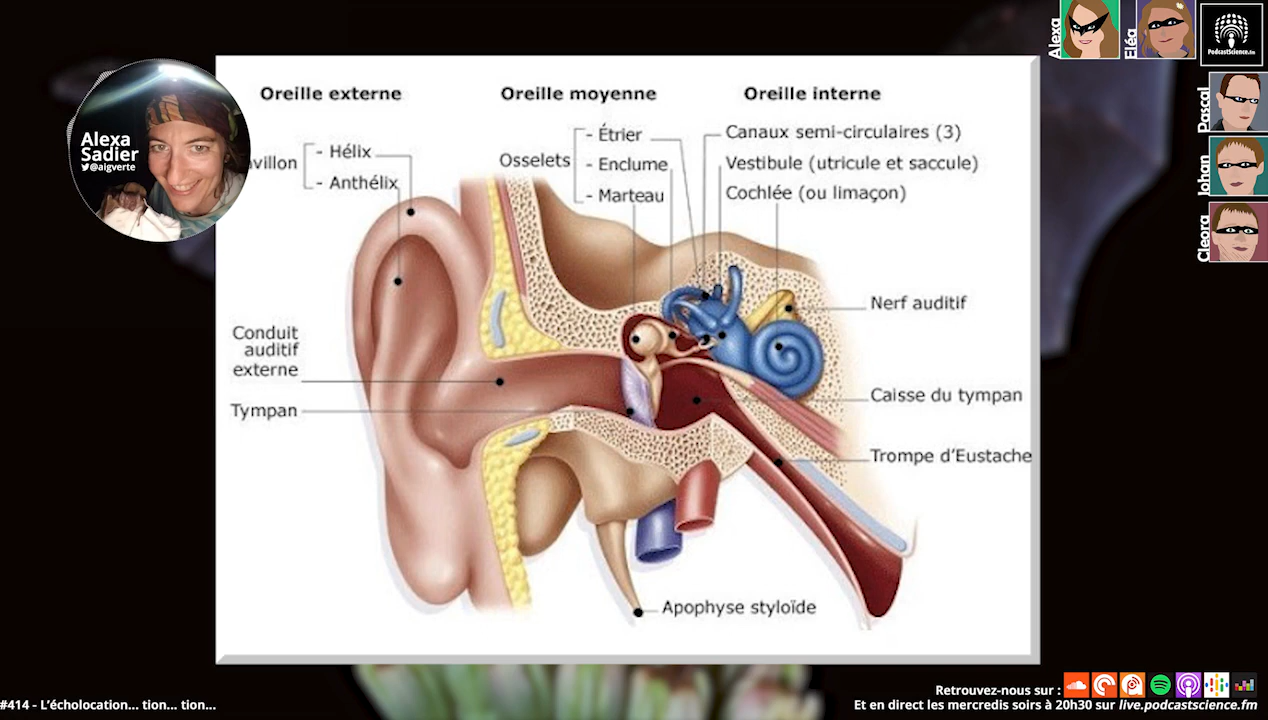 Alexa
Eléa
PodcastScience.fm
Pascal
Johan
Cleora
Alexa
Sadier
@aigverte
Oreille externe
Oreille moyenne
Oreille interne
villon
- Hélix
- Anthélix
Osselets
- Étrier
- Enclume
- Marteau
Canaux semi-circulaires (3)
Vestibule (utricule et saccule)
Cochlée (ou limaçon)
Nerf auditif
Conduit
auditif
externe
Tympan
Caisse du tympan
Trompe d'Eustache
Apophyse styloïde
#414 - L'écholocation... tion... tion...
Retrouvez-nous sur :
Et en direct les mercredis soirs à 20h30 sur live.podcastscience.fm